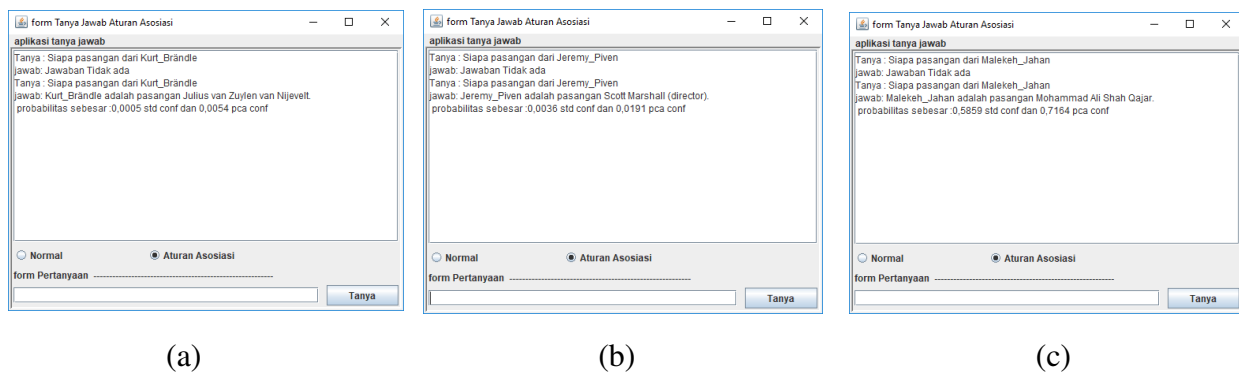 form Tanya Jawab Aturan Asosiasi
aplikasi tanya jawab
Tanya : Siapa pasangan dari Kurt_Brändle
jawab: Jawaban Tidak ada
Tanya : Siapa pasangan dari Kurt_Brändle
jawab: Kurt_Brändle adalah pasangan Julius van Zuylen van Nijevelt.
probabilitas sebesar :0,0005 std conf dan 0,0054 pca conf
Normal Aturan Asosiasi
form Pertanyaan ----------------------------------------------------------
Tanya
(a)
form Tanya Jawab Aturan Asosiasi
aplikasi tanya jawab
Tanya : Siapa pasangan dari Jeremy_Piven
jawab: Jawaban Tidak ada
Tanya : Siapa pasangan dari Jeremy_Piven
jawab: Jeremy_Piven adalah pasangan Scott Marshall (director).
probabilitas sebesar :0,0036 std conf dan 0,0191 pca conf
Normal Aturan Asosiasi
form Pertanyaan ----------------------------------------------------------
Tanya
(b)
form Tanya Jawab Aturan Asosiasi
aplikasi tanya jawab
Tanya : Siapa pasangan dari Malekeh_Jahan
jawab: Jawaban Tidak ada
Tanya : Siapa pasangan dari Malekeh_Jahan
jawab: Malekeh_Jahan adalah pasangan Mohammad Ali Shah Qajar.
probabilitas sebesar :0,5859 std conf dan 0,7164 pca conf
Normal Aturan Asosiasi
form Pertanyaan ----------------------------------------------------------
Tanya
(c)